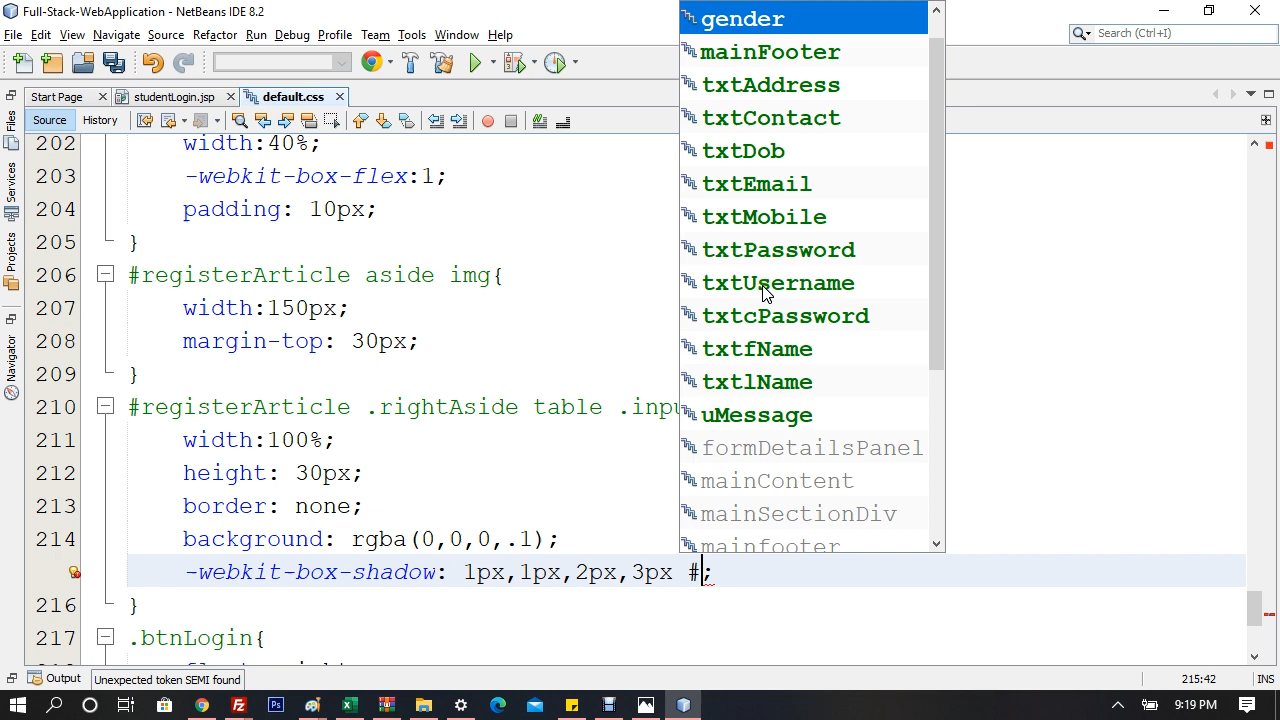 Full-Stack-WebApplication - NetBeans IDE 8.2
File Edit View Navigate Source Refactor Run Debug Profile Team Tools Window Help
Search (Ctrl+I)
Start Page studentLogin.jsp default.css
Source History
Files
Services
Projects
Navigator
202 width:40%;
203 -webkit-box-flex:1;
204 padding: 10px;
205 }
206 #registerArticle aside img{
207 width:150px;
208 margin-top: 30px;
209 }
210 #registerArticle .rightAside table .inpu
211 width:100%;
212 height: 30px;
213 border: none;
214 background: rgba(0,0,0,.1);
-webkit-box-shadow: 1px,1px,2px,3px #;
216 }
217 .btnLogin{
gender
mainFooter
txtAddress
txtContact
txtDob
txtEmail
txtMobile
txtPassword
txtUsername
txtcPassword
txtfName
txtlName
uMessage
formDetailsPanel
mainContent
mainSectionDiv
mainfooter
Output Unexpected token SEMI found 215:42 INS
9:19 PM